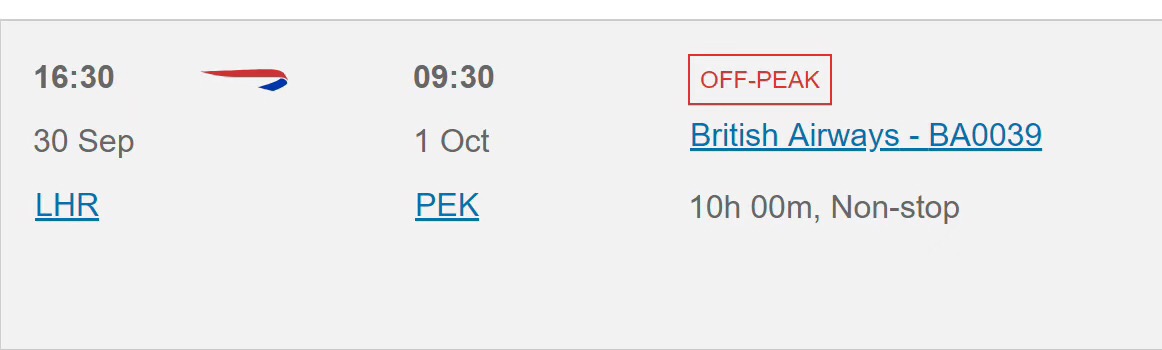 16:30
30 Sep
LHR
09:30
1 Oct
PEK
OFF-PEAK
British Airways - BA0039
10h 00m, Non-stop